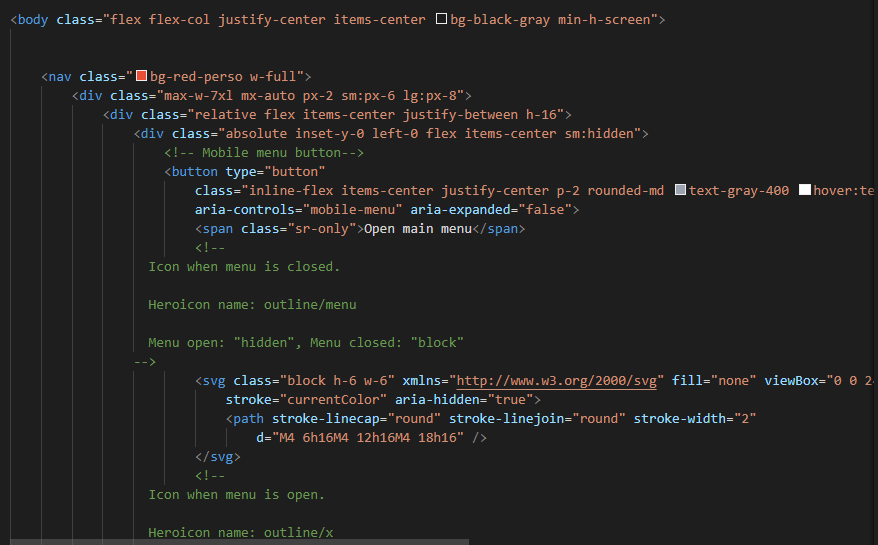 <body class="flex flex-col justify-center items-center bg-black-gray min-h-screen">
<nav class="bg-red-perso w-full">
<div class="max-w-7xl mx-auto px-2 sm:px-6 lg:px-8">
<div class="relative flex items-center justify-between h-16">
<div class="absolute inset-y-0 left-0 flex items-center sm:hidden">
<!-- Mobile menu button-->
<button type="button"
class="inline-flex items-center justify-center p-2 rounded-md text-gray-400 hover:te
aria-controls="mobile-menu" aria-expanded="false">
<span class="sr-only">Open main menu</span>
<!--
Icon when menu is closed.
Heroicon name: outline/menu
Menu open: "hidden", Menu closed: "block"
-->
<svg class="block h-6 w-6" xmlns="http://www.w3.org/2000/svg" fill="none" viewBox="0 0 2
stroke="currentColor" aria-hidden="true">
<path stroke-linecap="round" stroke-linejoin="round" stroke-width="2"
d="M4 6h16M4 12h16M4 18h16" />
</svg>
<!--
Icon when menu is open.
Heroicon name: outline/x